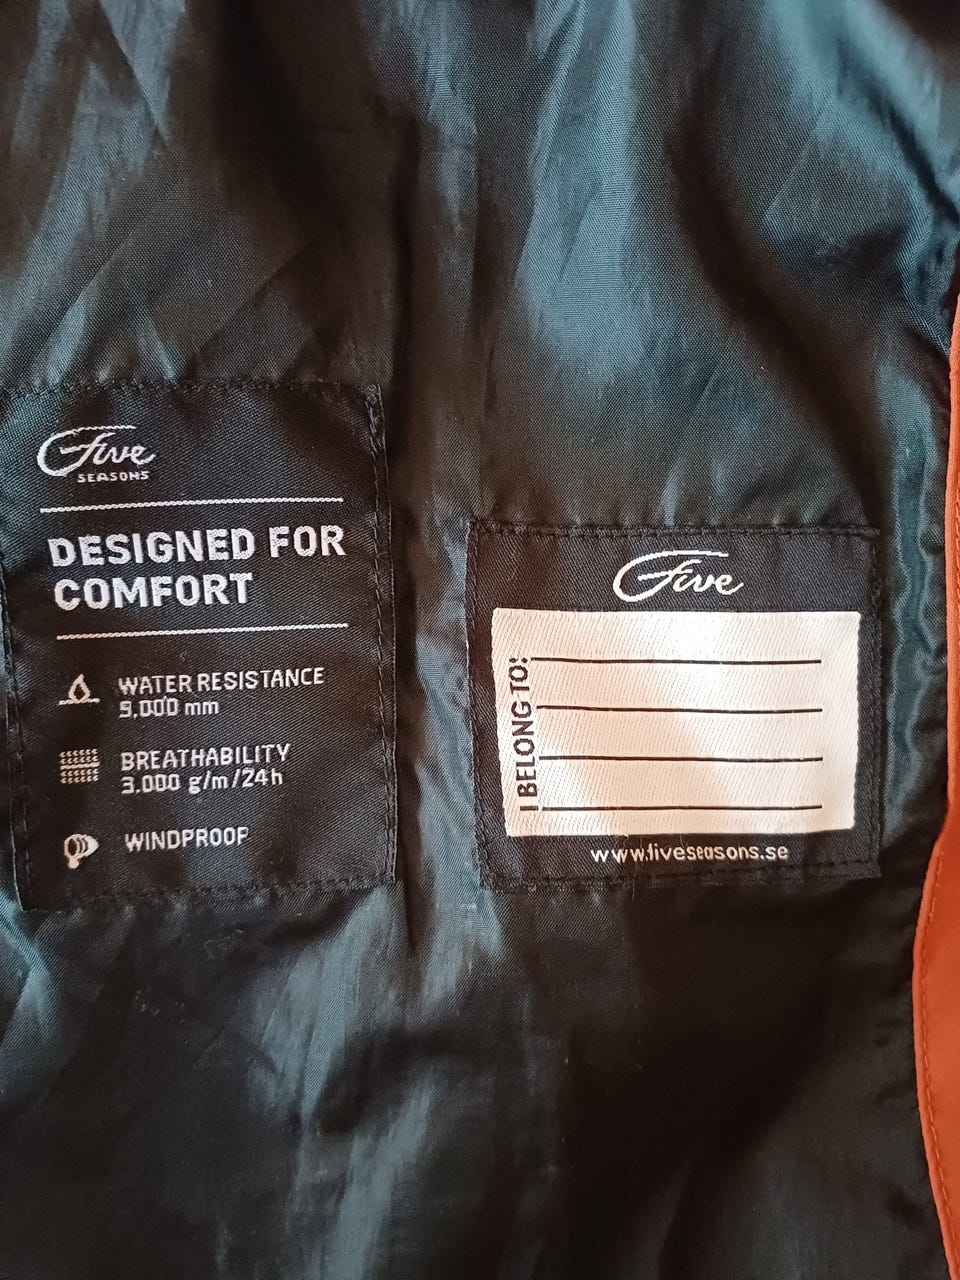 Five
SEASONS
DESIGNED FOR
COMFORT
WATER RESISTANCE
5,000 mm
BREATHABILITY
3.000 g/m/24h
WINDPROOF
Five
I BELONG TO:
www.fiveseasons.se